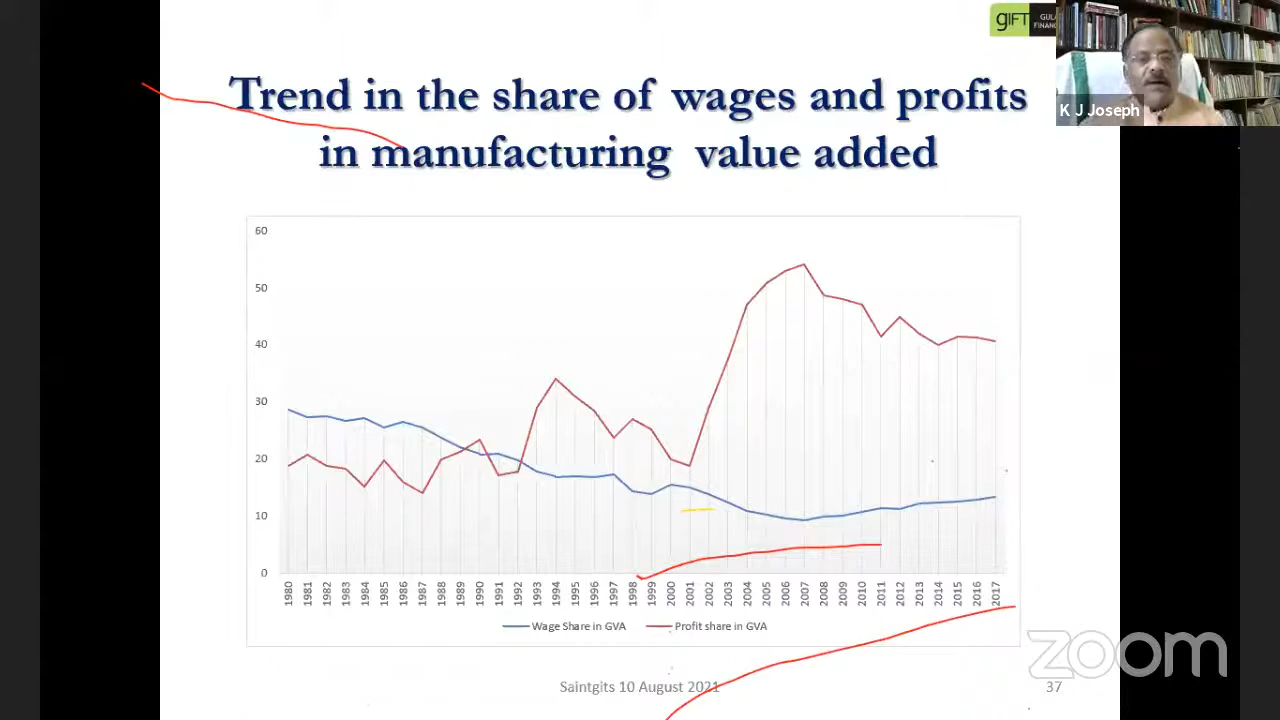 gIFT GULA
FINANC
K J Joseph
Trend in the share of wages and profits
in manufacturing value added
60
50
40
30
20
10
0
1980 1981 1982 1983 1984 1985 1986 1987 1988 1989 1990 1991 1992 1993 1994 1995 1996 1997 1998 1999 2000 2001 2002 2003 2004 2005 2006 2007 2008 2009 2010 2011 2012 2013 2014 2015 2016 2017
Wage Share in GVA Profit share in GVA
zoom
Saintgits 10 August 2021 37